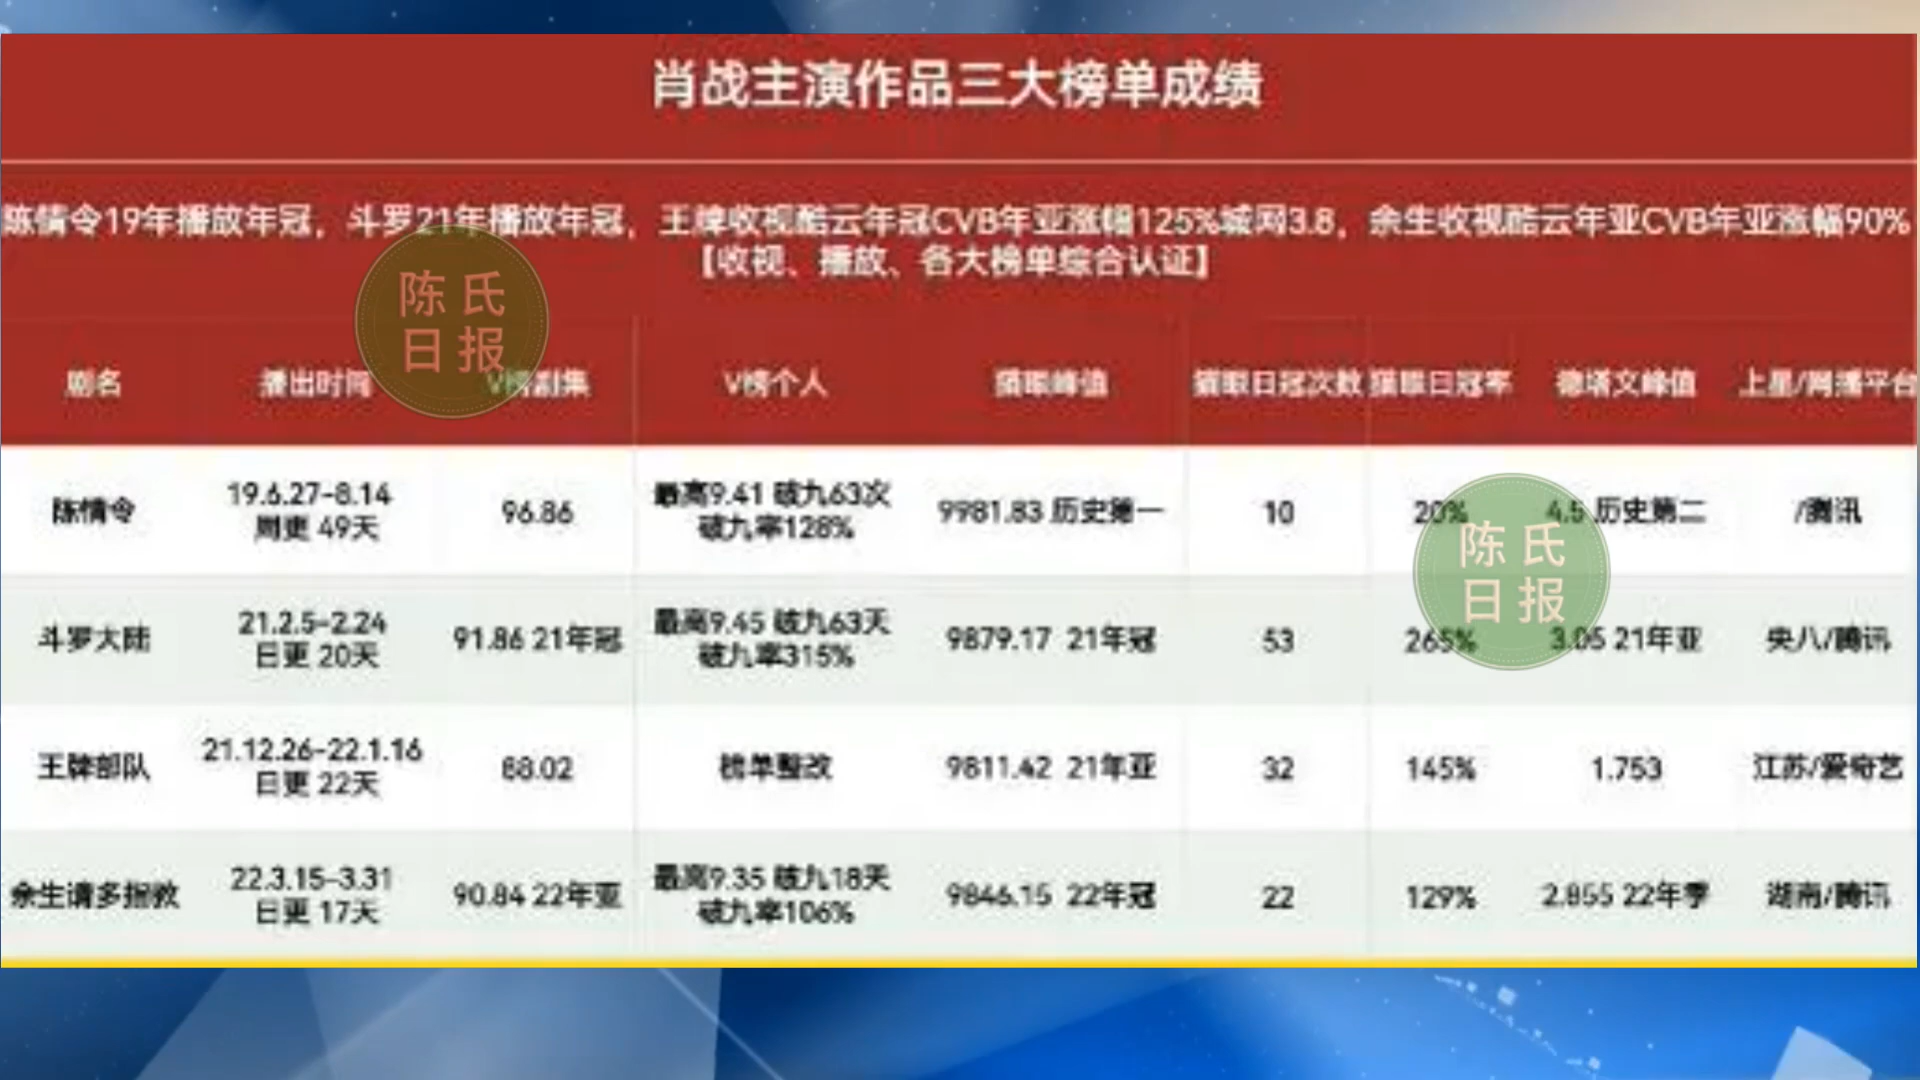 肖战主演作品三大榜单成绩
陈情令19年播放年冠，斗罗21年播放年冠，王牌收视酷云年冠CVB年亚涨幅125%城网3.8，余生收视酷云年亚CVB年亚涨幅90%
【收视、播放、各大榜单综合认证】
陈氏
日报
剧名 播出时间 V榜剧集 V榜个人 猫眼峰值 猫眼日冠次数 猫眼日冠率 德塔文峰值 上星/网播平台
陈情令 19.6.27-8.14 周更 49天 96.86 最高9.41 破九63次 破九率128% 9981.83 历史第一 10 20% 4.5 历史第二 /腾讯
陈氏
日报
斗罗大陆 21.2.5-2.24 日更 20天 91.86 21年冠 最高9.45 破九63天 破九率315% 9879.17 21年冠 53 265% 3.05 21年亚 央八/腾讯
王牌部队 21.12.26-22.1.16 日更 22天 88.02 榜单整改 9811.42 21年亚 32 145% 1.753 江苏/爱奇艺
余生请多指教 22.3.15-3.31 日更 17天 90.84 22年亚 最高9.35 破九18天 破九率106% 9846.15 22年冠 22 129% 2.855 22年季 湖南/腾讯